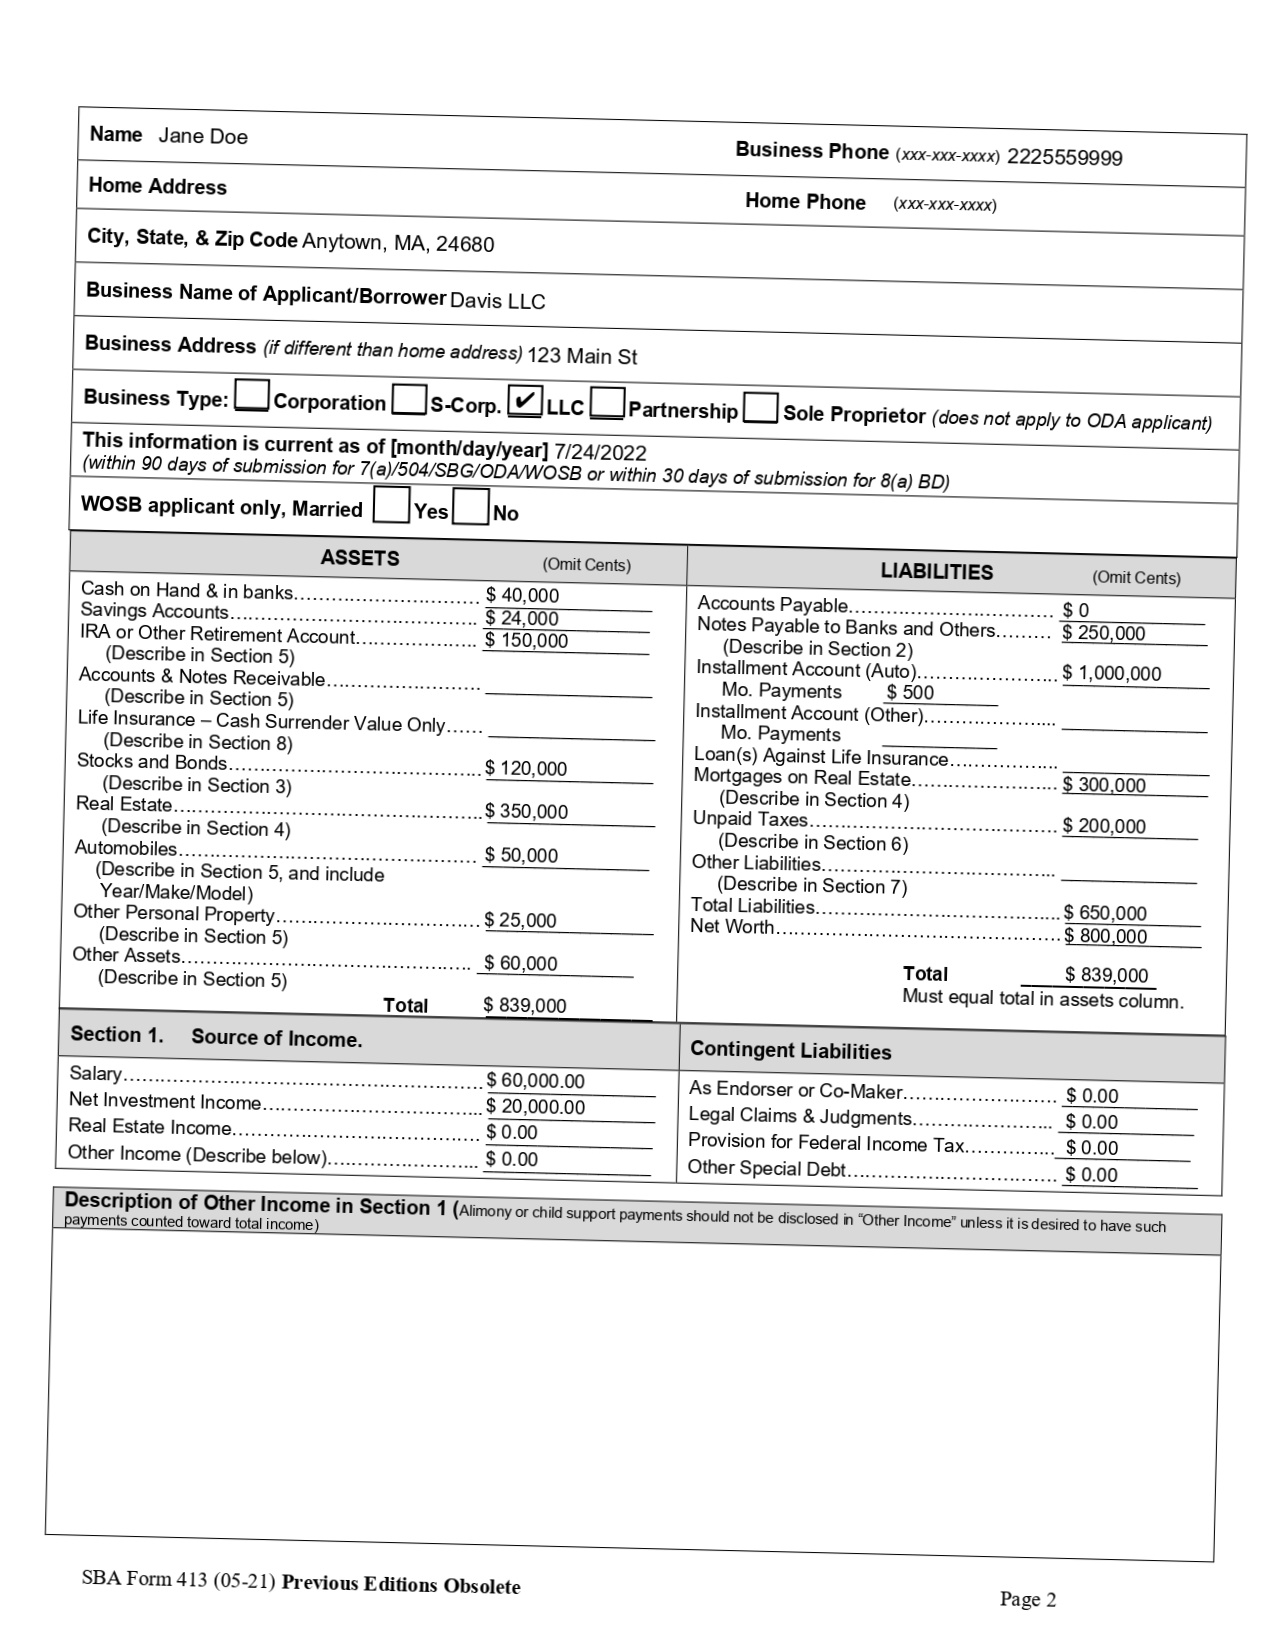 Name Jane Doe Business Phone (xxx-xxx-xxxx) 2225559999
Home Address Home Phone (xxx-xxx-xxxx)
City, State, & Zip Code Anytown, MA, 24680
Business Name of Applicant/Borrower Davis LLC
Business Address (if different than home address) 123 Main St
Business Type: Corporation S-Corp. ✔ LLC Partnership Sole Proprietor (does not apply to ODA applicant)
This information is current as of [month/day/year] 7/24/2022
(within 90 days of submission for 7(a)/504/SBG/ODA/WOSB or within 30 days of submission for 8(a) BD)
WOSB applicant only, Married Yes No
ASSETS (Omit Cents)
Cash on Hand & in banks.............................. $ 40,000
Savings Accounts........................................ $ 24,000
IRA or Other Retirement Account.................... $ 150,000
(Describe in Section 5)
Accounts & Notes Receivable.........................
(Describe in Section 5)
Life Insurance – Cash Surrender Value Only......
(Describe in Section 8)
Stocks and Bonds......................................... $ 120,000
(Describe in Section 3)
Real Estate.................................................. $ 350,000
(Describe in Section 4)
Automobiles................................................ $ 50,000
(Describe in Section 5, and include
Year/Make/Model)
Other Personal Property................................. $ 25,000
(Describe in Section 5)
Other Assets............................................... $ 60,000
(Describe in Section 5)
Total $ 839,000
LIABILITIES (Omit Cents)
Accounts Payable................................. $ 0
Notes Payable to Banks and Others......... $ 250,000
(Describe in Section 2)
Installment Account (Auto)....................... $ 1,000,000
Mo. Payments $ 500
Installment Account (Other).....................
Mo. Payments
Loan(s) Against Life Insurance..................
Mortgages on Real Estate........................ $ 300,000
(Describe in Section 4)
Unpaid Taxes........................................ $ 200,000
(Describe in Section 6)
Other Liabilities.....................................
(Describe in Section 7)
Total Liabilities....................................... $ 650,000
Net Worth.............................................. $ 800,000
Total $ 839,000
Must equal total in assets column.
Section 1. Source of Income.
Salary.......................................................... $ 60,000.00
Net Investment Income................................... $ 20,000.00
Real Estate Income........................................ $ 0.00
Other Income (Describe below)........................ $ 0.00
Contingent Liabilities
As Endorser or Co-Maker......................... $ 0.00
Legal Claims & Judgments....................... $ 0.00
Provision for Federal Income Tax............... $ 0.00
Other Special Debt.................................. $ 0.00
Description of Other Income in Section 1 (Alimony or child support payments should not be disclosed in “Other Income” unless it is desired to have such
payments counted toward total income)
SBA Form 413 (05-21) Previous Editions Obsolete
Page 2